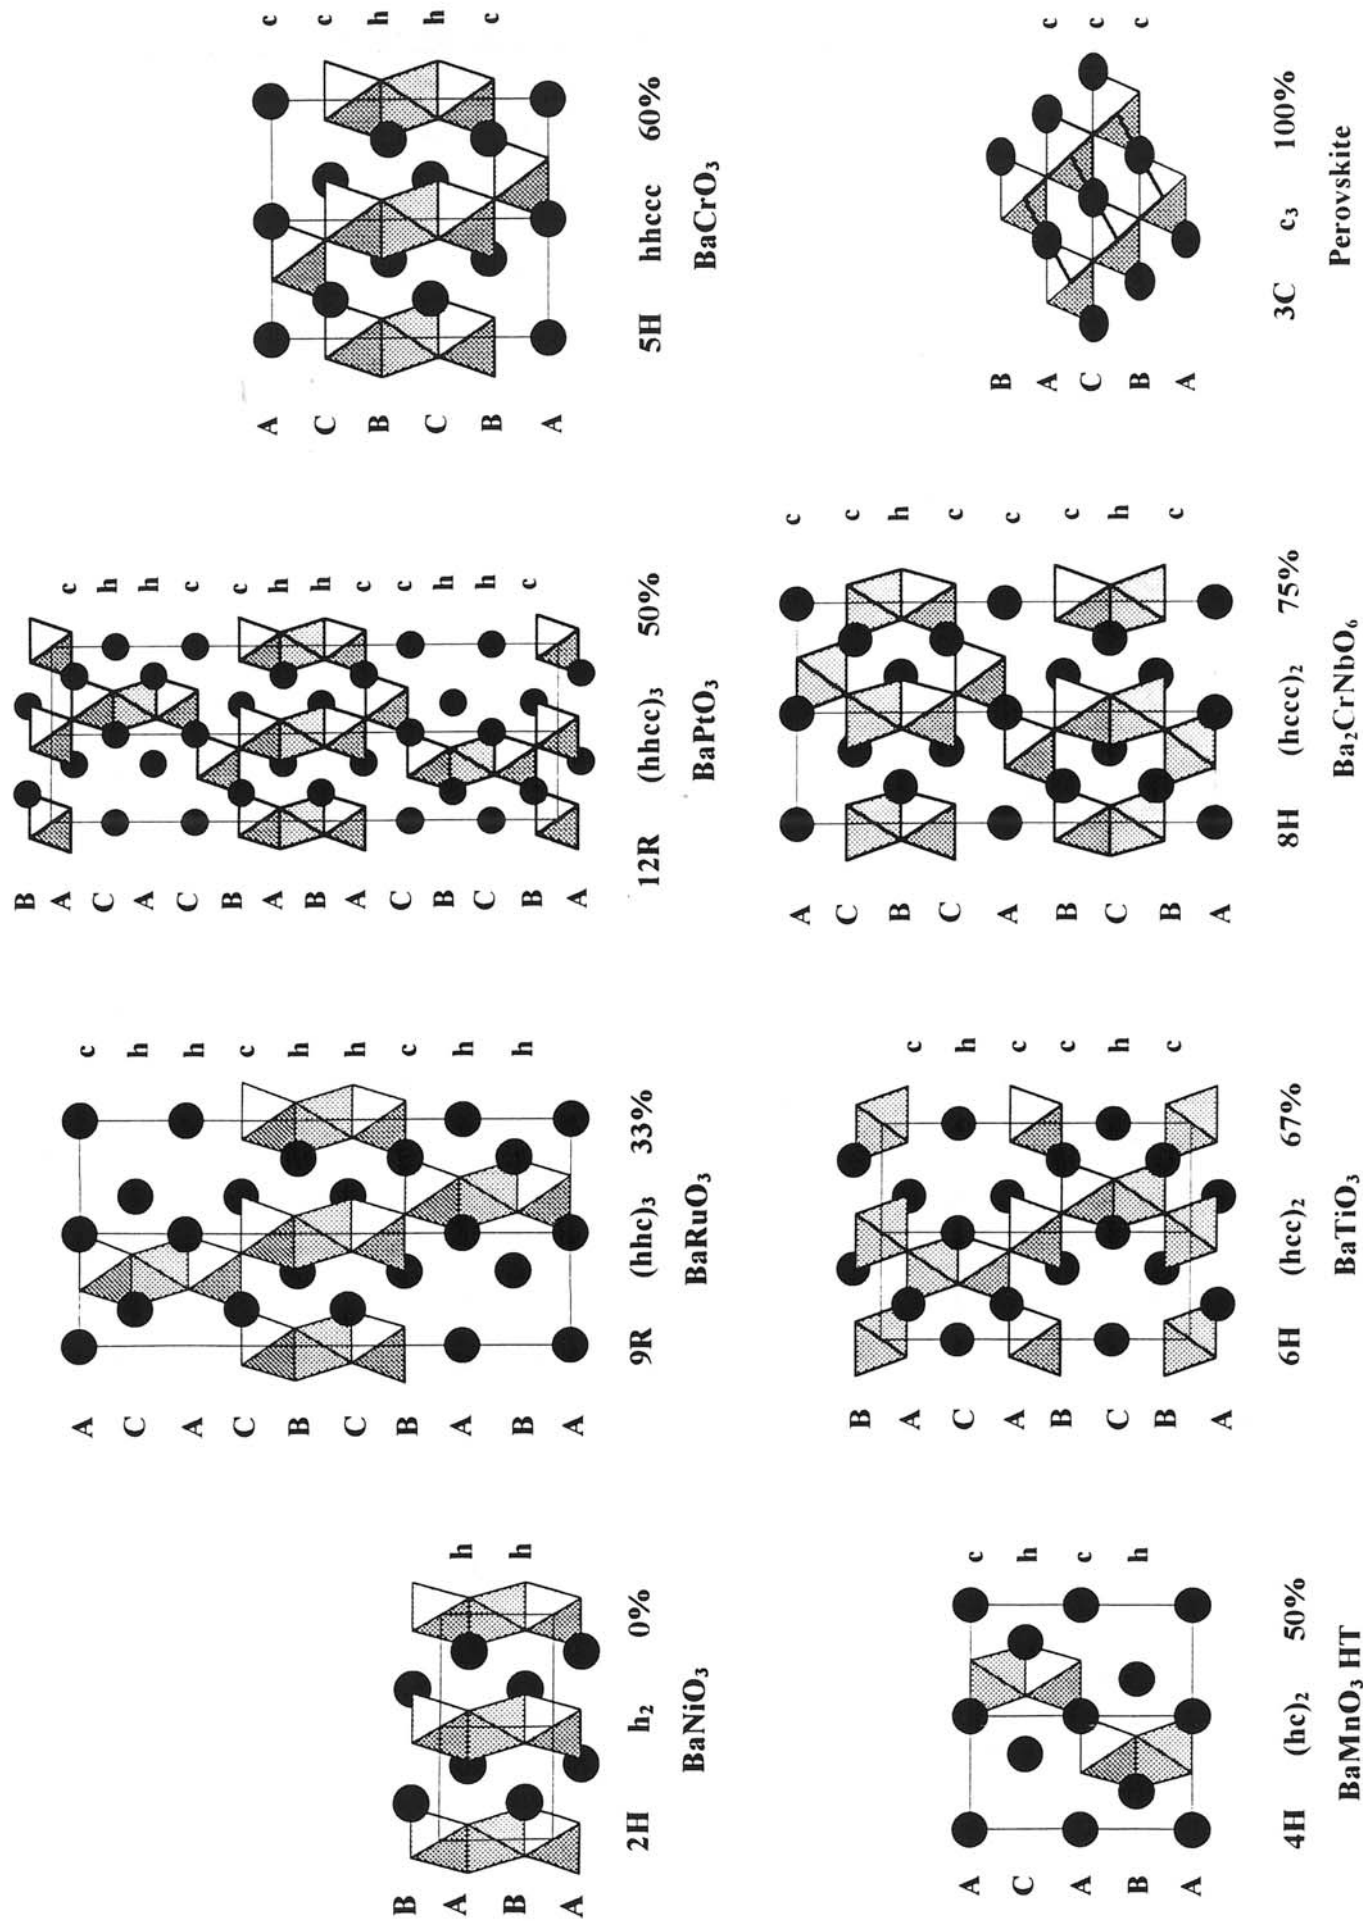 B
A h
B h
A
2H h₂ 0%
BaNiO₃
A c
C h
A h
C c
B h
C h
B c
A h
B h
A
9R (hhc)₃ 33%
BaRuO₃
B
A c
C h
A h
C c
B c
A h
B h
A c
C c
B h
C h
B c
A
12R (hhcc)₃ 50%
BaPtO₃
A c
C c
B h
C h
B c
A
5H hhccc 60%
BaCrO₃
A c
C h
A c
B h
A
4H (hc)₂ 50%
BaMnO₃ HT
B
A c
C h
A c
B c
C h
B c
A
6H (hcc)₂ 67%
BaTiO₃
A c
C c
B h
C c
A c
B c
C h
B c
A
8H (hccc)₂ 75%
Ba₂CrNbO₆
B
A c
C c
B c
A
3C c₃ 100%
Perovskite